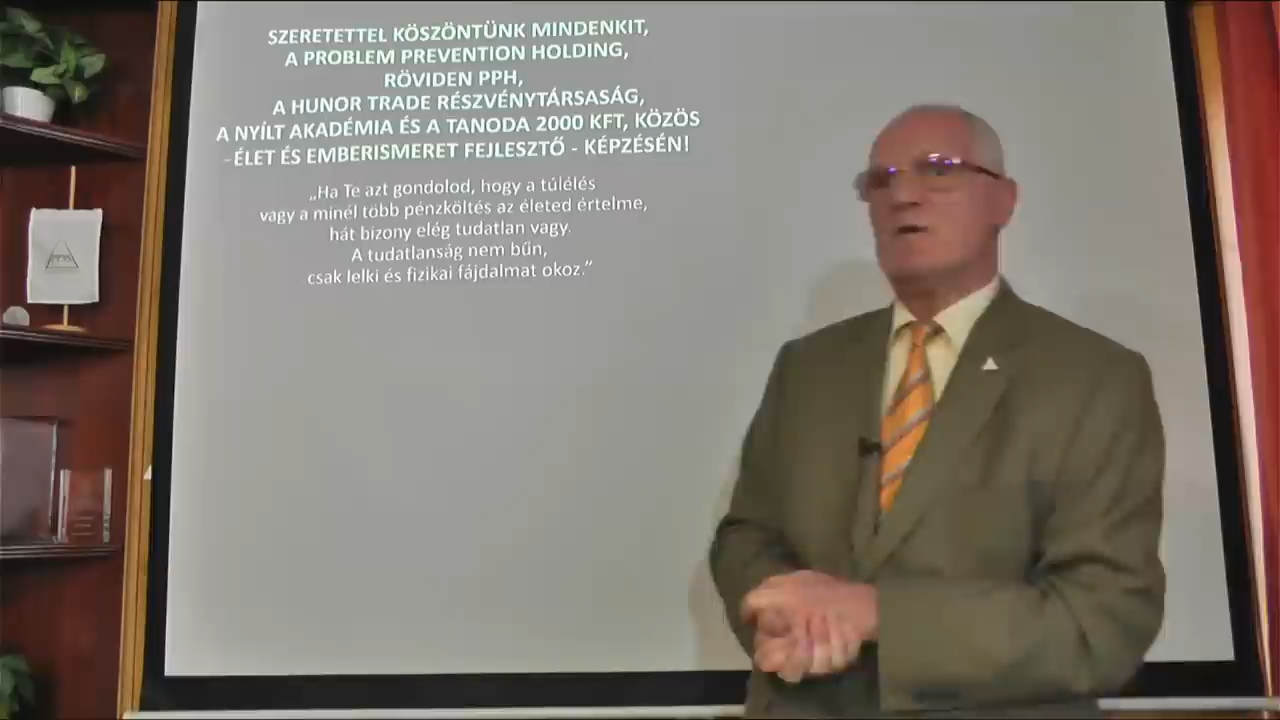 SZERETETTEL KÖSZÖNTÜNK MINDENKIT,
A PROBLEM PREVENTION HOLDING,
RÖVIDEN PPH,
A HUNOR TRADE RÉSZVÉNYTÁRSASÁG,
A NYÍLT AKADÉMIA ÉS A TANODA 2000 KFT, KÖZÖS
-ÉLET ÉS EMBERISMERET FEJLESZTŐ - KÉPZÉSÉN!
„Ha Te azt gondolod, hogy a túlélés
vagy a minél több pénzköltés az életed értelme,
hát bizony elég tudatlan vagy.
A tudatlanság nem bűn,
csak lelki és fizikai fájdalmat okoz.”